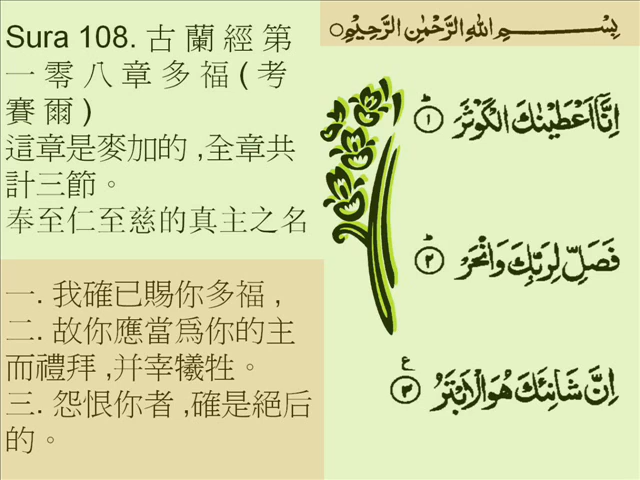 Sura 108. 古 蘭 經 第
一 零 八 章 多 福 ( 考
賽 爾 )
這章是麥加的 ,全章共
計三節。
奉至仁至慈的真主之名
一. 我確已賜你多福 ,
二. 故你應當爲你的主
而禮拜 ,并宰犧牲。
三. 怨恨你者 ,確是絕后
的。
بِسْمِ اللهِ الرَّحْمٰنِ الرَّحِيْمِ
اِنَّاۤ اَعْطَيْنٰكَ الْكَوْثَرَ ؕ ۱
فَصَلِّ لِرَبِّكَ وَانْحَرْ ؕ ۲
اِنَّ شَانِئَكَ هُوَ الْاَبْتَرُ ۳ ع